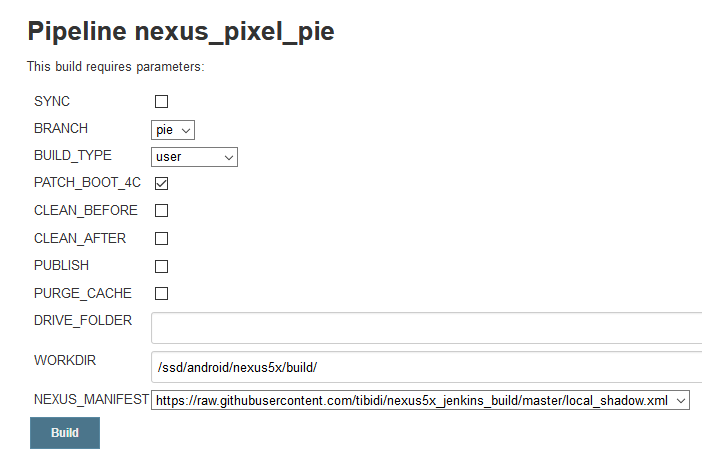 Pipeline nexus_pixel_pie
This build requires parameters:
SYNC
BRANCH pie
BUILD_TYPE user
PATCH_BOOT_4C
CLEAN_BEFORE
CLEAN_AFTER
PUBLISH
PURGE_CACHE
DRIVE_FOLDER
WORKDIR /ssd/android/nexus5x/build/
NEXUS_MANIFEST https://raw.githubusercontent.com/tibidi/nexus5x_jenkins_build/master/local_shadow.xml
Build